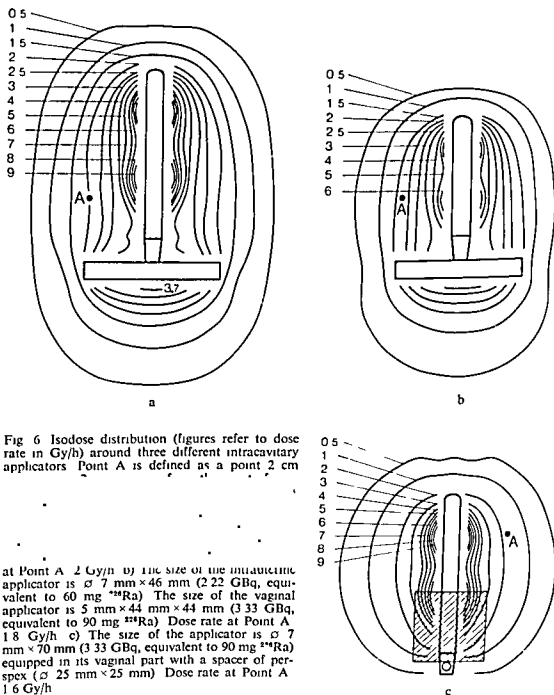 0 5
1
1 5
2
2 5
3
4
5
6
7
8
9
A
3,7
a
0 5
1
1 5
2
2 5
3
4
5
6
A
b
Fig 6 Isodose distribution (figures refer to dose
rate in Gy/h) around three different intracavitary
applicators Point A is defined as a point 2 cm
at Point A 2 Gy/h b) The size of the intrauterine
applicator is ⌀ 7 mm × 46 mm (2 22 GBq, equi-
valent to 60 mg ²²⁶Ra) The size of the vaginal
applicator is 5 mm × 44 mm × 44 mm (3 33 GBq,
equivalent to 90 mg ²²⁶Ra) Dose rate at Point A
1 8 Gy/h c) The size of the applicator is ⌀ 7
mm × 70 mm (3 33 GBq, equivalent to 90 mg ²²⁶Ra)
equipped in its vaginal part with a spacer of per-
spex (⌀ 25 mm × 25 mm) Dose rate at Point A
1 6 Gy/h
0 5
1
2
3
4
5
6
7
8
9
A
c